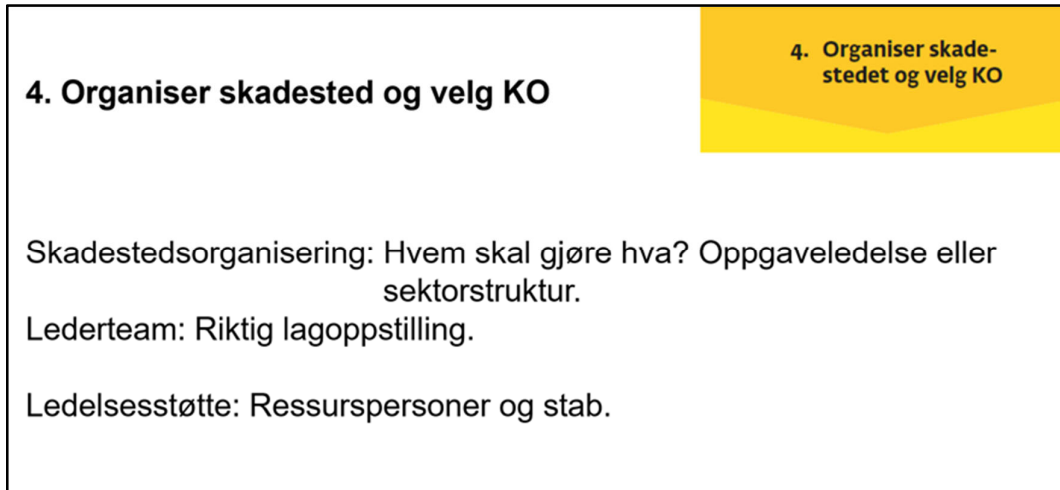 4. Organiser skadested og velg KO
4. Organiser skade-
stedet og velg KO
Skadestedsorganisering: Hvem skal gjøre hva? Oppgaveledelse eller
sektorstruktur.
Lederteam: Riktig lagoppstilling.
Ledelsesstøtte: Ressurspersoner og stab.